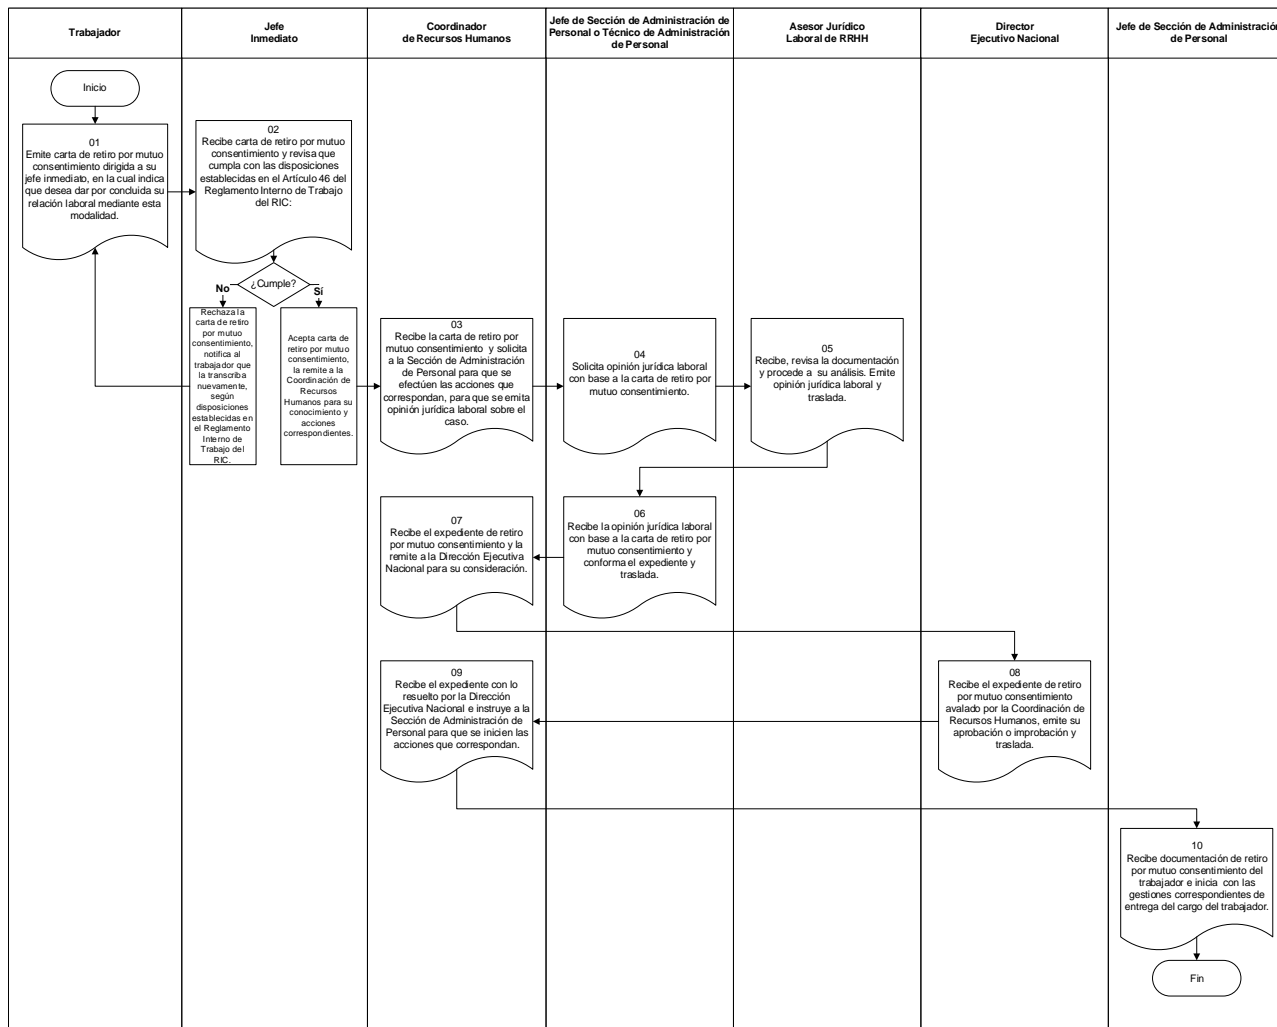 Trabajador
Jefe
Inmediato
Coordinador
de Recursos Humanos
Jefe de Sección de Administración de
Personal o Técnico de Administración
de Personal
Asesor Jurídico
Laboral de RRHH
Director
Ejecutivo Nacional
Jefe de Sección de Administración
de Personal
Inicio
01
Emite carta de retiro por mutuo
consentimiento dirigida a su
jefe inmediato, en la cual indica
que desea dar por concluida su
relación laboral mediante esta
modalidad.
02
Recibe carta de retiro por mutuo
consentimiento y revisa que
cumpla con las disposiciones
establecidas en el Artículo 46 del
Reglamento Interno de Trabajo
del RIC:
¿Cumple?
No
Sí
Rechaza la
carta de retiro
por mutuo
consentimiento,
notifica al
trabajador que
la transcriba
nuevamente,
según
disposiciones
establecidas en
el Reglamento
Interno de
Trabajo del
RIC.
Acepta carta de
retiro por mutuo
consentimiento,
la remite a la
Coordinación de
Recursos
Humanos para su
conocimiento y
acciones
correspondientes.
03
Recibe la carta de retiro por
mutuo consentimiento y solicita
a la Sección de Administración
de Personal para que se
efectúen las acciones que
correspondan, para que se emita
opinión jurídica laboral sobre el
caso.
04
Solicita opinión jurídica laboral
con base a la carta de retiro por
mutuo consentimiento.
05
Recibe, revisa la documentación
y procede a su análisis. Emite
opinión jurídica laboral y
traslada.
06
Recibe la opinión jurídica laboral
con base a la carta de retiro por
mutuo consentimiento y
conforma el expediente y
traslada.
07
Recibe el expediente de retiro
por mutuo consentimiento y la
remite a la Dirección Ejecutiva
Nacional para su consideración.
08
Recibe el expediente de retiro
por mutuo consentimiento
avalado por la Coordinación de
Recursos Humanos, emite su
aprobación o improbación y
traslada.
09
Recibe el expediente con lo
resuelto por la Dirección
Ejecutiva Nacional e instruye a la
Sección de Administración de
Personal para que se inicien las
acciones que correspondan.
10
Recibe documentación de retiro
por mutuo consentimiento del
trabajador e inicia con las
gestiones correspondientes de
entrega del cargo del trabajador.
Fin